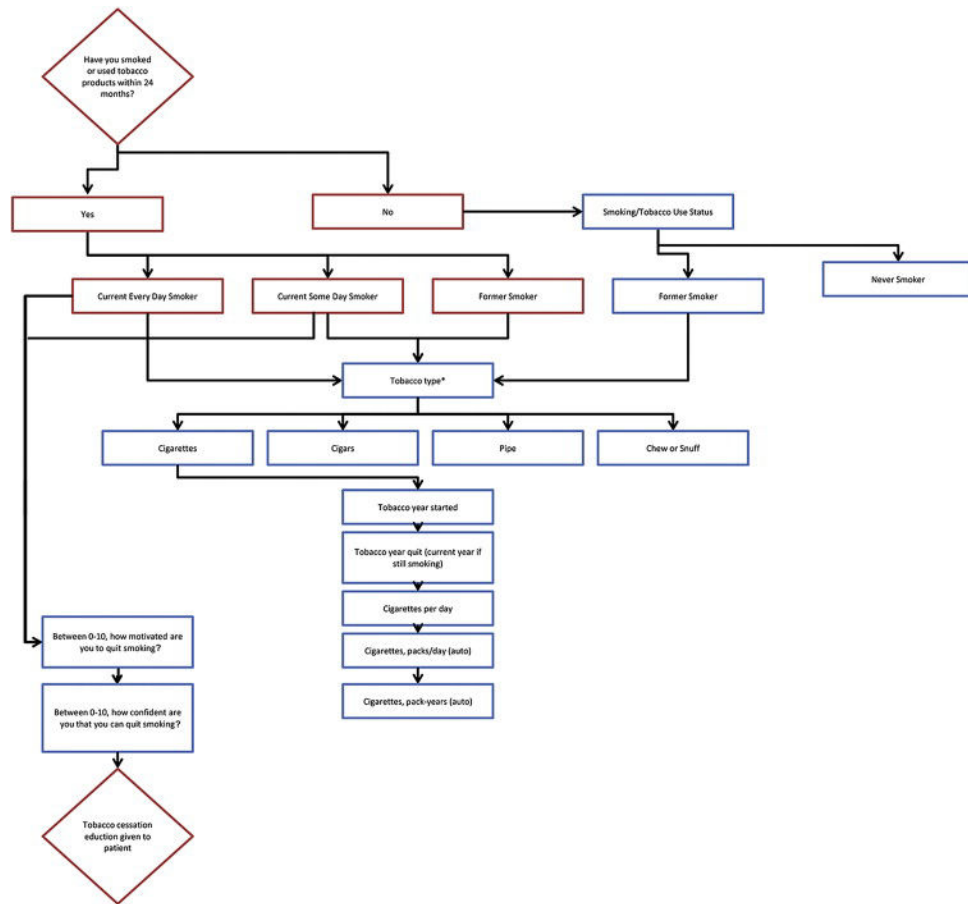 Have you smoked
or used tobacco
products within 24
months?
Yes
No
Smoking/Tobacco Use Status
Current Every Day Smoker
Current Some Day Smoker
Former Smoker
Former Smoker
Never Smoker
Tobacco type*
Cigarettes
Cigars
Pipe
Chew or Snuff
Tobacco year started
Tobacco year quit (current year if
still smoking)
Cigarettes per day
Between 0-10, how motivated are
you to quit smoking?
Cigarettes, packs/day (auto)
Between 0-10, how confident are
you that you can quit smoking?
Cigarettes, pack-years (auto)
Tobacco cessation
eduction given to
patient